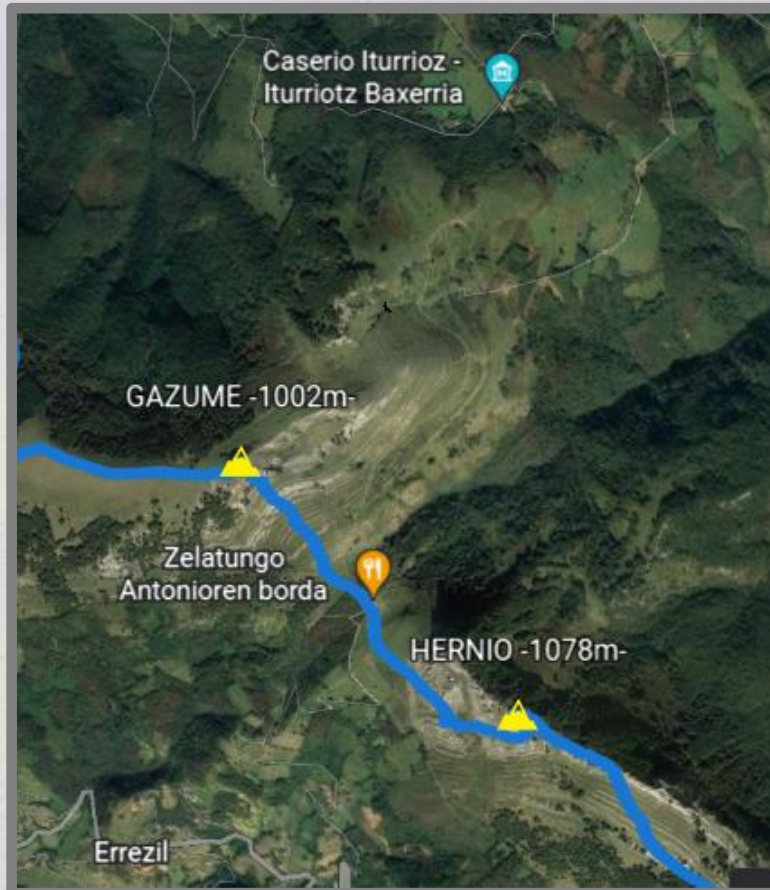 Caserio Iturrioz -
Iturriotz Baxerria
GAZUME -1002m-
Zelatungo
Antonioren borda
HERNIO -1078m-
Errezil